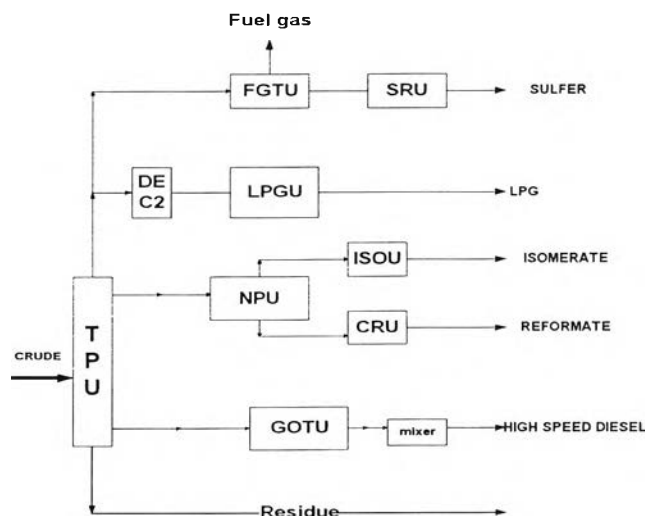 Fuel gas
FGTU
SRU
SULFER
DE
C2
LPGU
LPG
ISOU
ISOMERATE
NPU
CRU
REFORMATE
T
P
U
CRUDE
GOTU
mixer
HIGH SPEED DIESEL
Residue